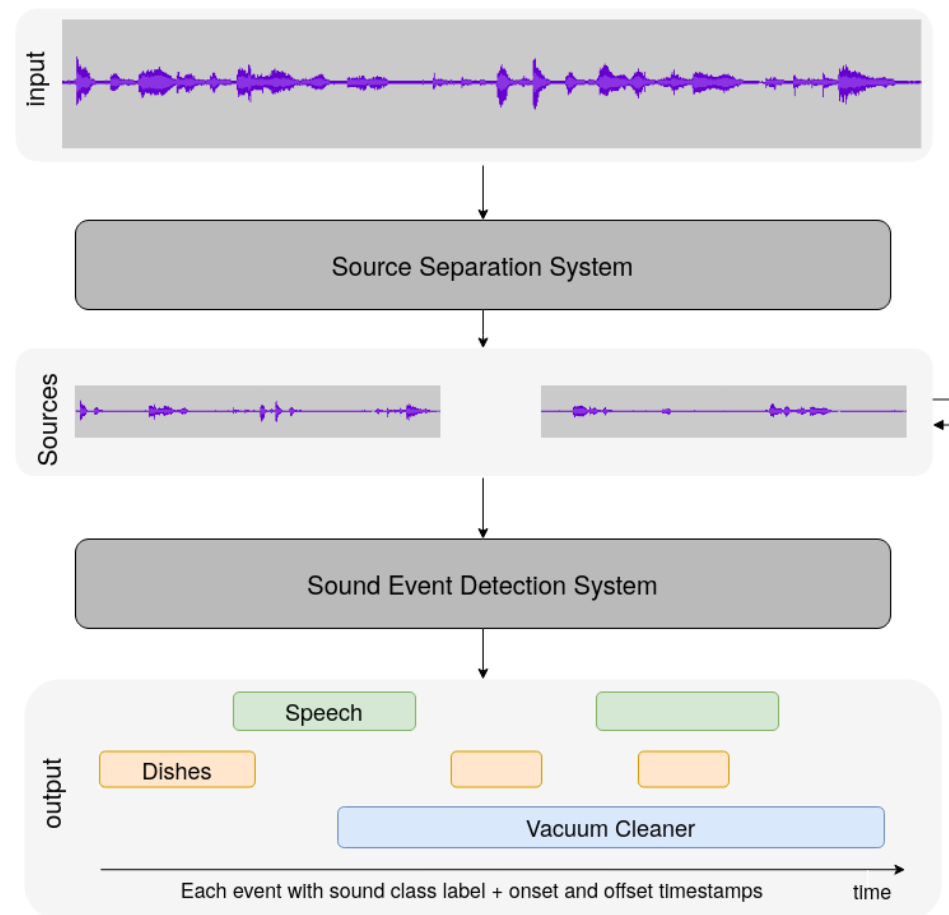 input
Source Separation System
Sources
Sound Event Detection System
output
Speech
Dishes
Vacuum Cleaner
Each event with sound class label + onset and offset timestamps
time